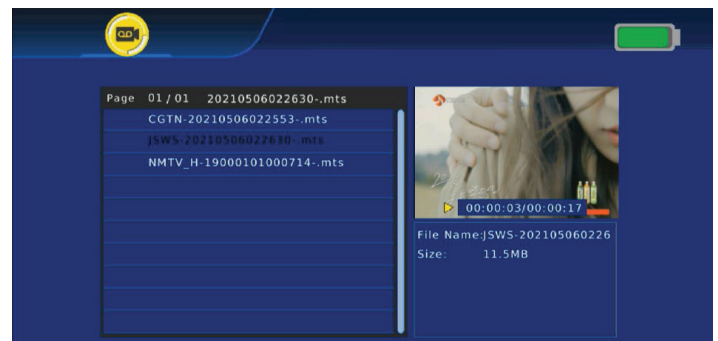 Page 01/01 20210506022630-.mts
CGTN-20210506022553-.mts
JSWS-20210506022630-.mts
NMTV_H-19000101000714-.mts
00:00:03/00:00:17
File Name:JSWS-202105060226
Size: 11.5MB